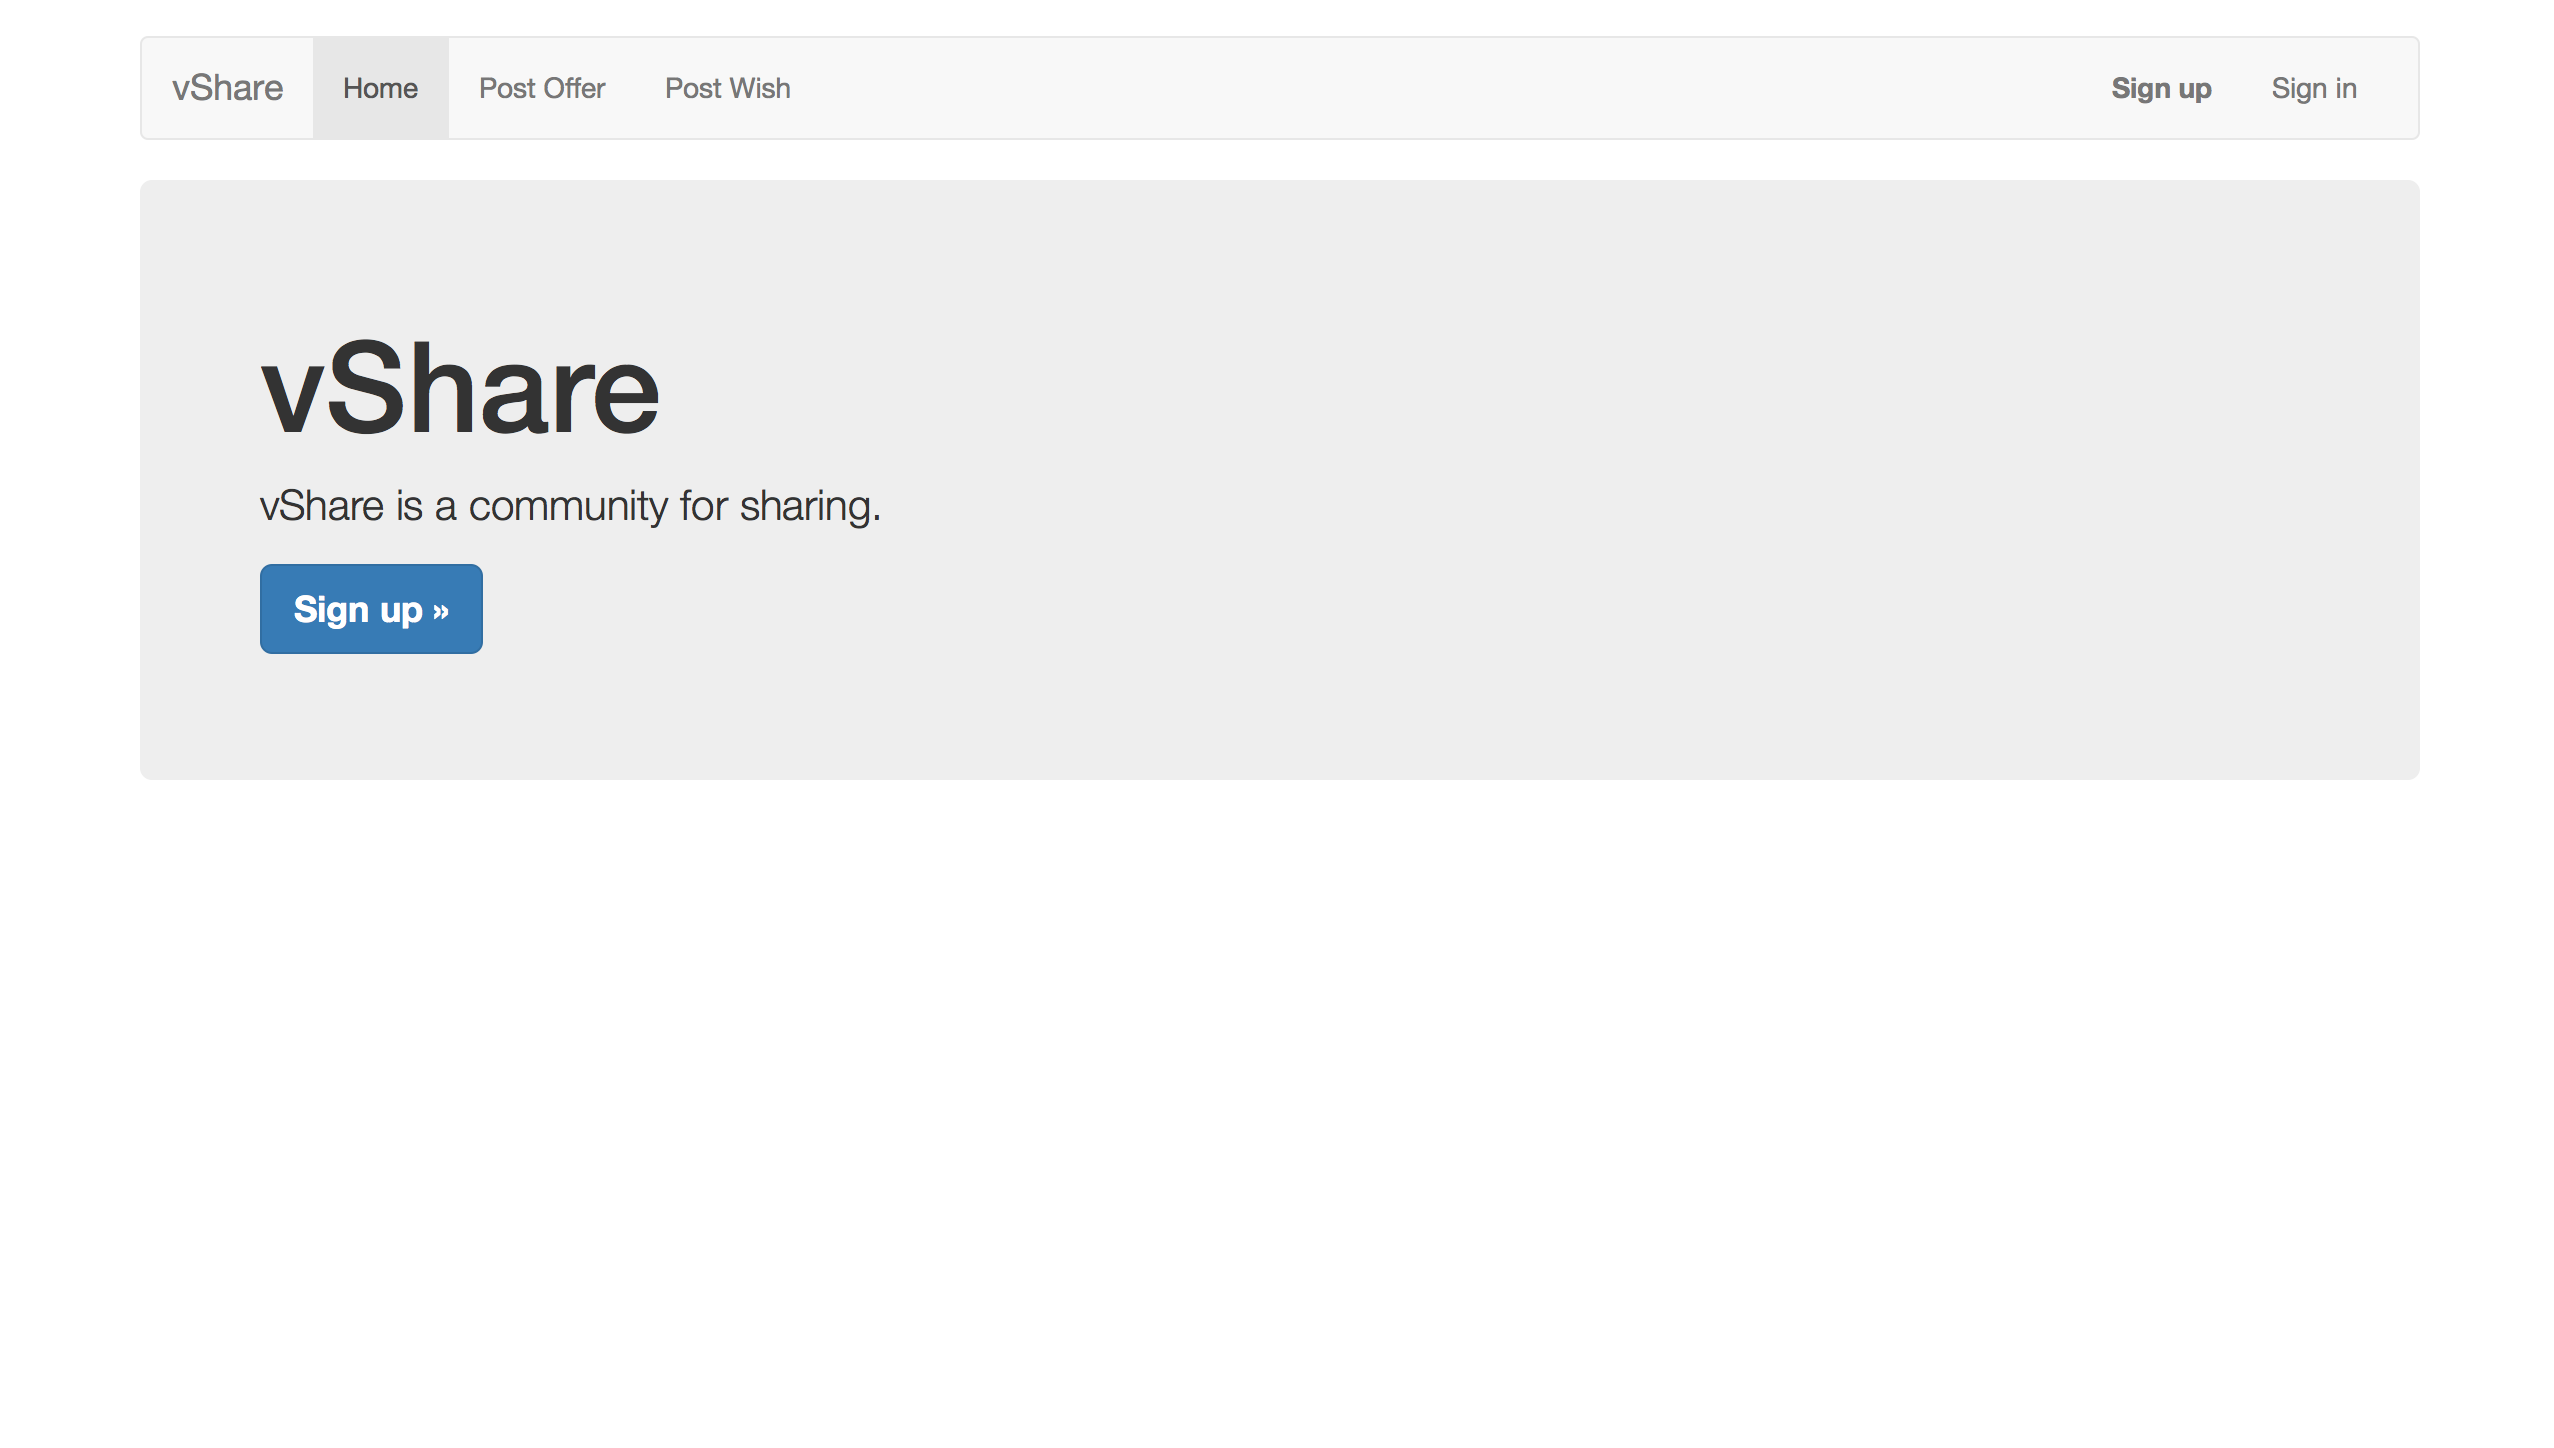 vShare Home Post Offer Post Wish Sign up Sign in
vShare
vShare is a community for sharing.
Sign up »